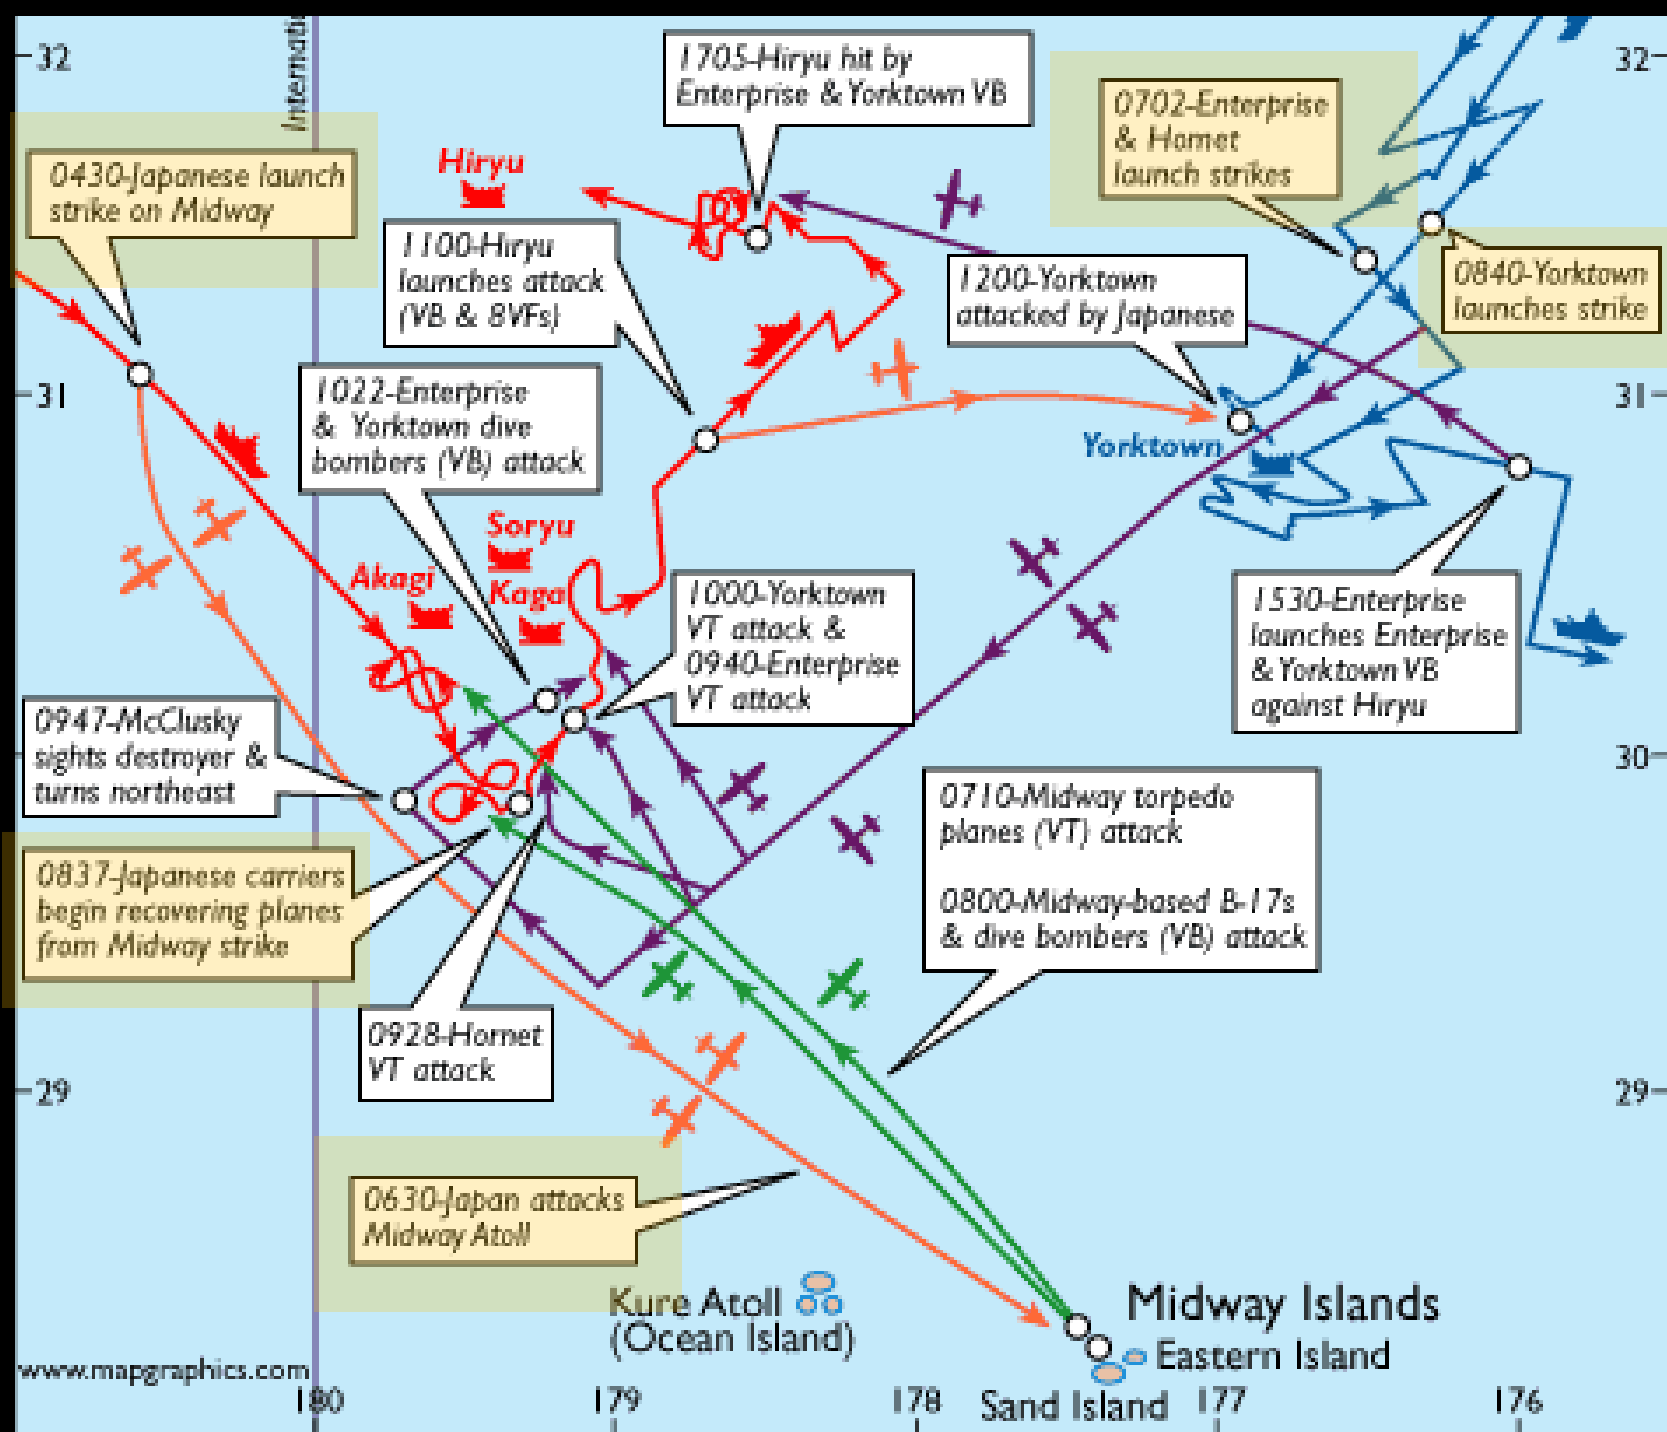 32
Internati
1705-Hiryu hit by
Enterprise & Yorktown VB
0702-Enterprise
& Hornet
launch strikes
32
0430-Japanese launch
strike on Midway
Hiryu
1100-Hiryu
launches attack
(VB & 8VFs)
1200-Yorktown
attacked by Japanese
0840-Yorktown
launches strike
31
1022-Enterprise
& Yorktown dive
bombers (VB) attack
Yorktown
31
Soryu
Akagi
Kaga
1000-Yorktown
VT attack &
0940-Enterprise
VT attack
1530-Enterprise
launches Enterprise
& Yorktown VB
against Hiryu
0947-McClusky
sights destroyer &
turns northeast
30
0710-Midway torpedo
planes (VT) attack
0800-Midway-based B-17s
& dive bombers (VB) attack
0837-Japanese carriers
begin recovering planes
from Midway strike
0928-Hornet
VT attack
29
29
0630-Japan attacks
Midway Atoll
Kure Atoll
(Ocean Island)
Midway Islands
Eastern Island
Sand Island
www.mapgraphics.com
180
179
178
177
176